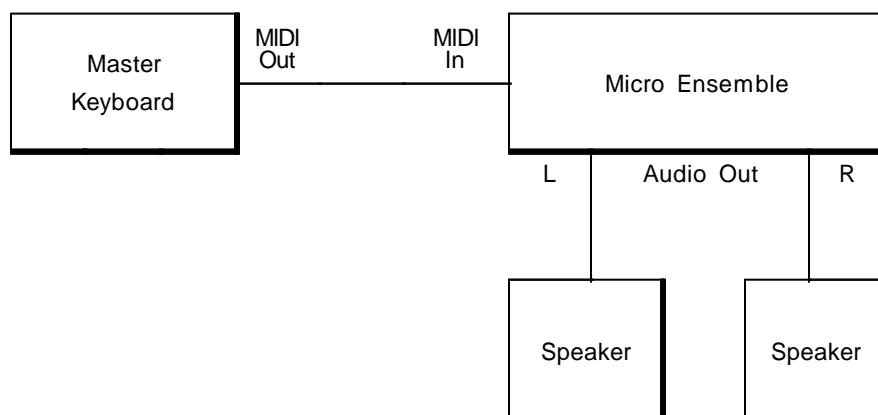 Master
Keyboard
MIDI
Out
MIDI
In
Micro Ensemble
L
Audio Out
R
Speaker
Speaker